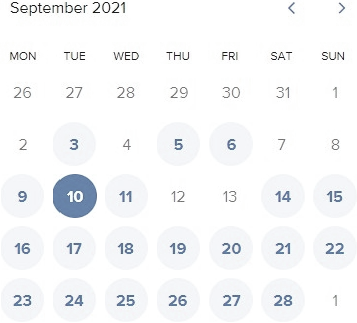 September 2021
MON TUE WED THU FRI SAT SUN
26 27 28 29 30 31 1
2 3 4 5 6 7 8
9 10 11 12 13 14 15
16 17 18 19 20 21 22
23 24 25 26 27 28 1